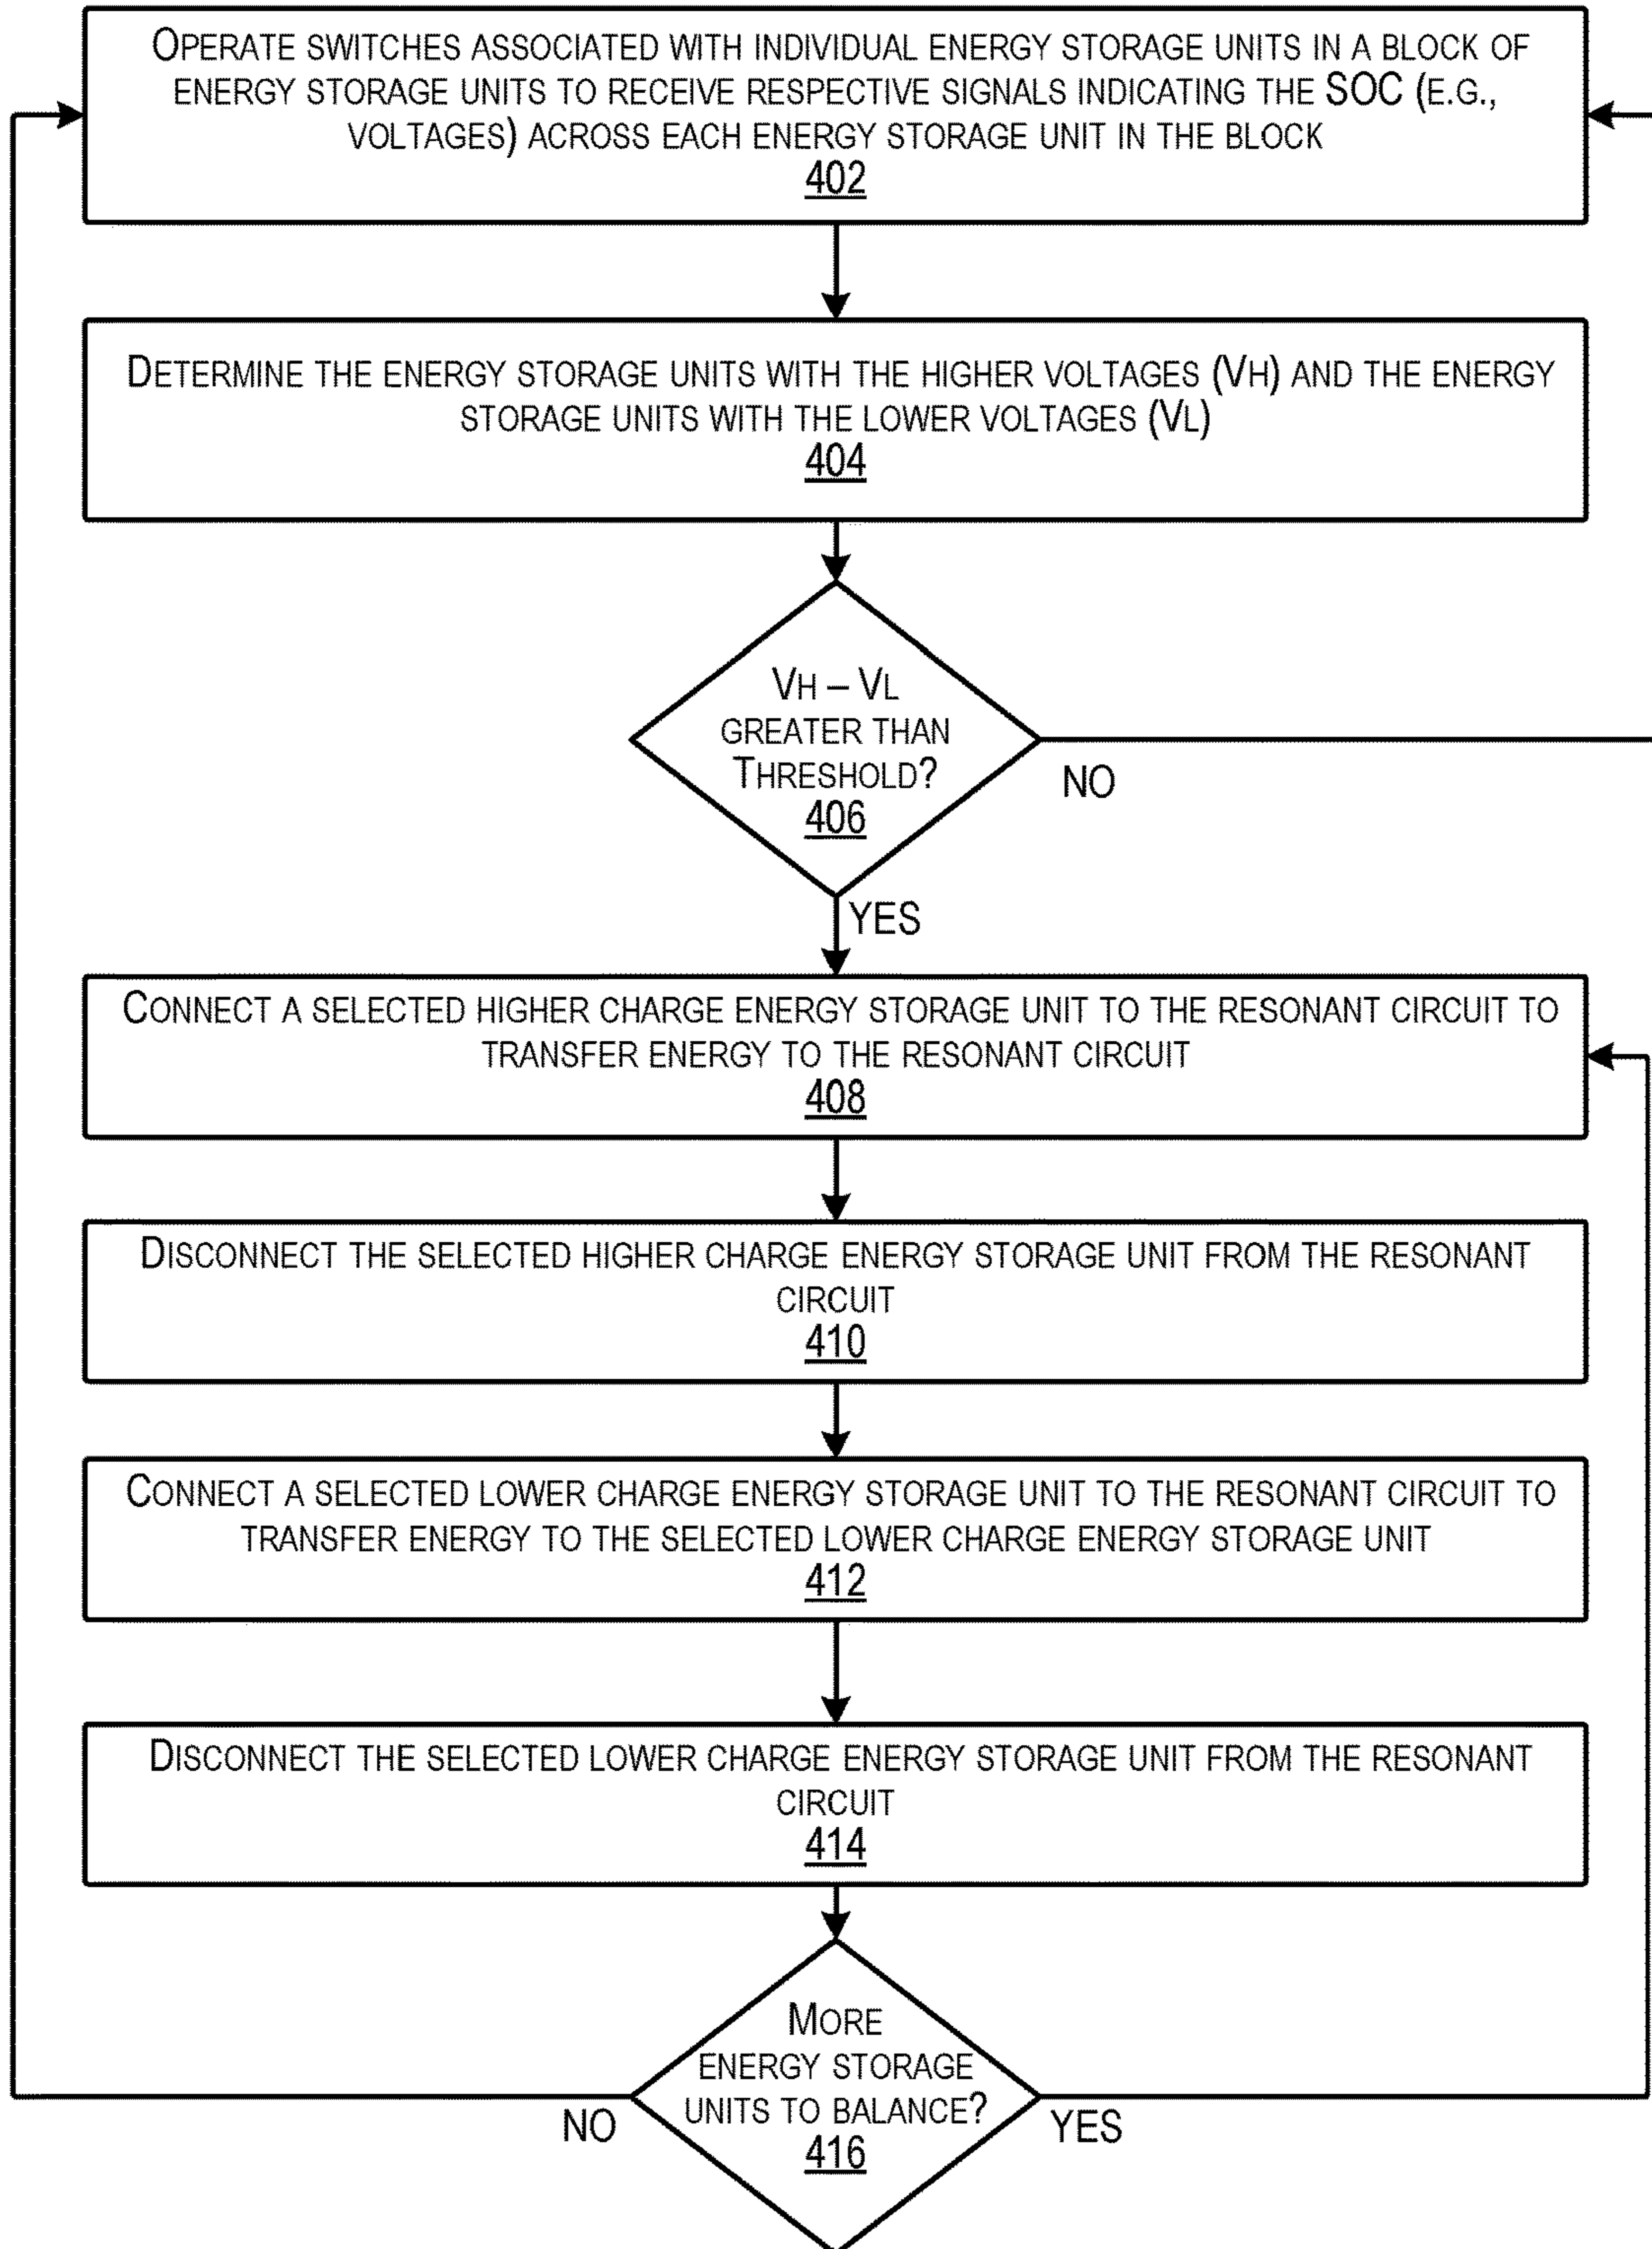 OPERATE SWITCHES ASSOCIATED WITH INDIVIDUAL ENERGY STORAGE UNITS IN A BLOCK OF
ENERGY STORAGE UNITS TO RECEIVE RESPECTIVE SIGNALS INDICATING THE SOC (E.G.,
VOLTAGES) ACROSS EACH ENERGY STORAGE UNIT IN THE BLOCK
402
DETERMINE THE ENERGY STORAGE UNITS WITH THE HIGHER VOLTAGES (VH) AND THE ENERGY
STORAGE UNITS WITH THE LOWER VOLTAGES (VL)
404
VH – VL
GREATER THAN
THRESHOLD?
406
NO
YES
CONNECT A SELECTED HIGHER CHARGE ENERGY STORAGE UNIT TO THE RESONANT CIRCUIT TO
TRANSFER ENERGY TO THE RESONANT CIRCUIT
408
DISCONNECT THE SELECTED HIGHER CHARGE ENERGY STORAGE UNIT FROM THE RESONANT
CIRCUIT
410
CONNECT A SELECTED LOWER CHARGE ENERGY STORAGE UNIT TO THE RESONANT CIRCUIT TO
TRANSFER ENERGY TO THE SELECTED LOWER CHARGE ENERGY STORAGE UNIT
412
DISCONNECT THE SELECTED LOWER CHARGE ENERGY STORAGE UNIT FROM THE RESONANT
CIRCUIT
414
MORE
ENERGY STORAGE
UNITS TO BALANCE?
416
NO
YES